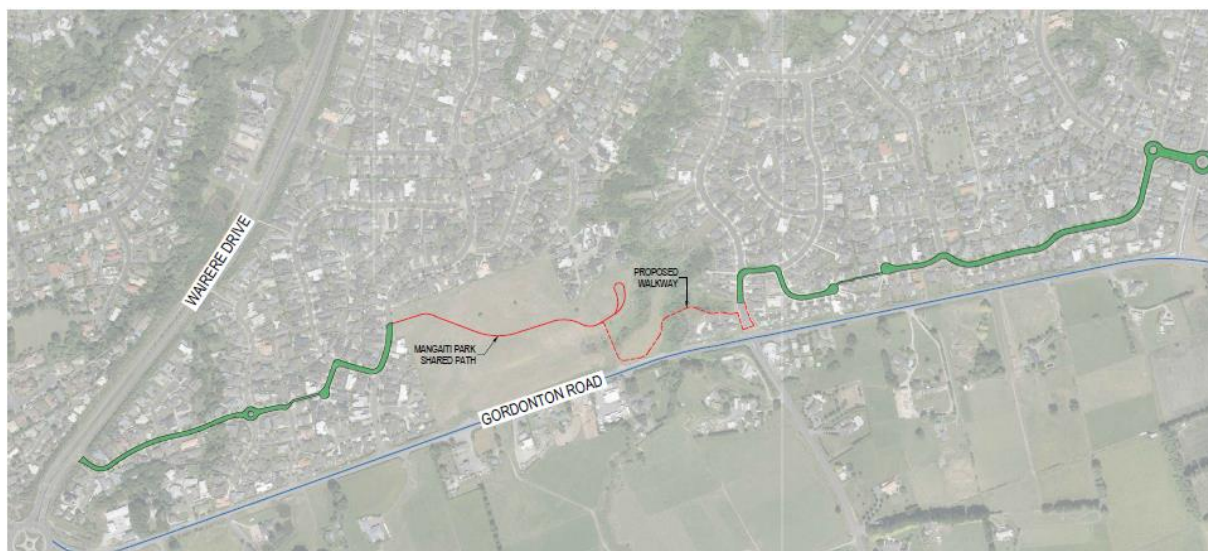 WAIRERE DRIVE
PROPOSED
WALKWAY
MANGAITI PARK
SHARED PATH
GORDONTON ROAD